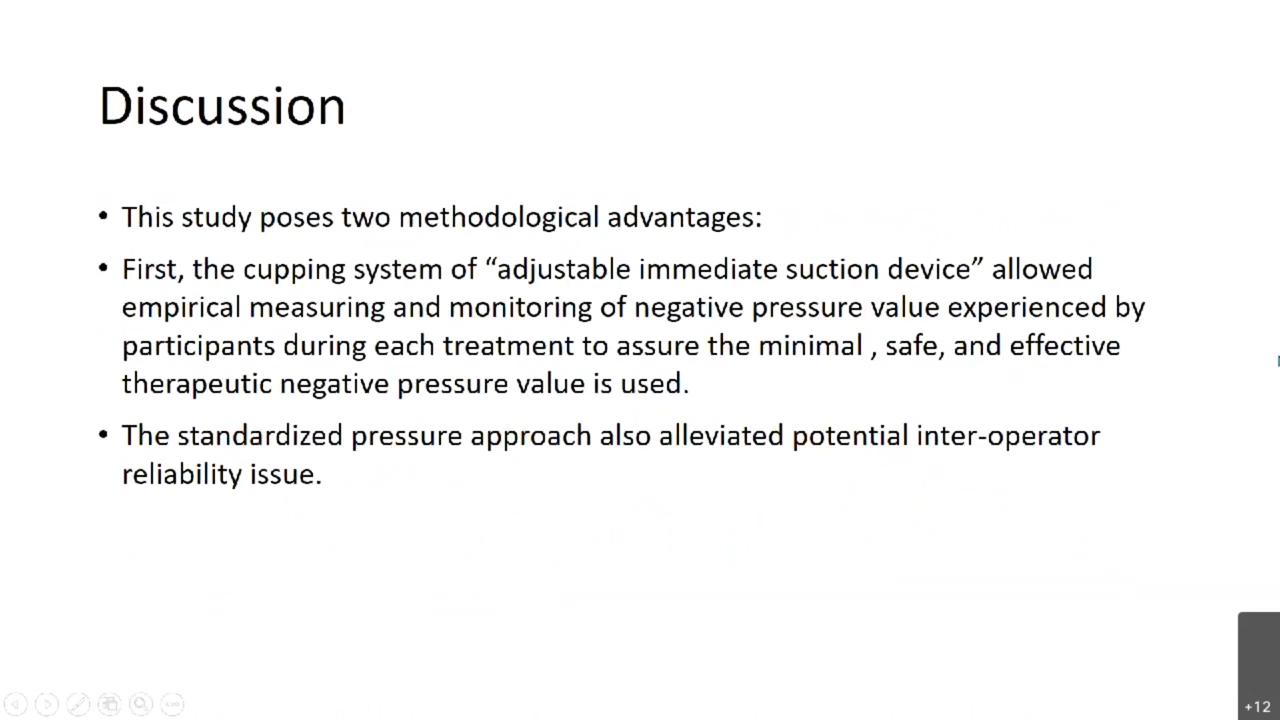 Discussion
• This study poses two methodological advantages:
• First, the cupping system of “adjustable immediate suction device” allowed
empirical measuring and monitoring of negative pressure value experienced by
participants during each treatment to assure the minimal , safe, and effective
therapeutic negative pressure value is used.
• The standardized pressure approach also alleviated potential inter-operator
reliability issue.
+12